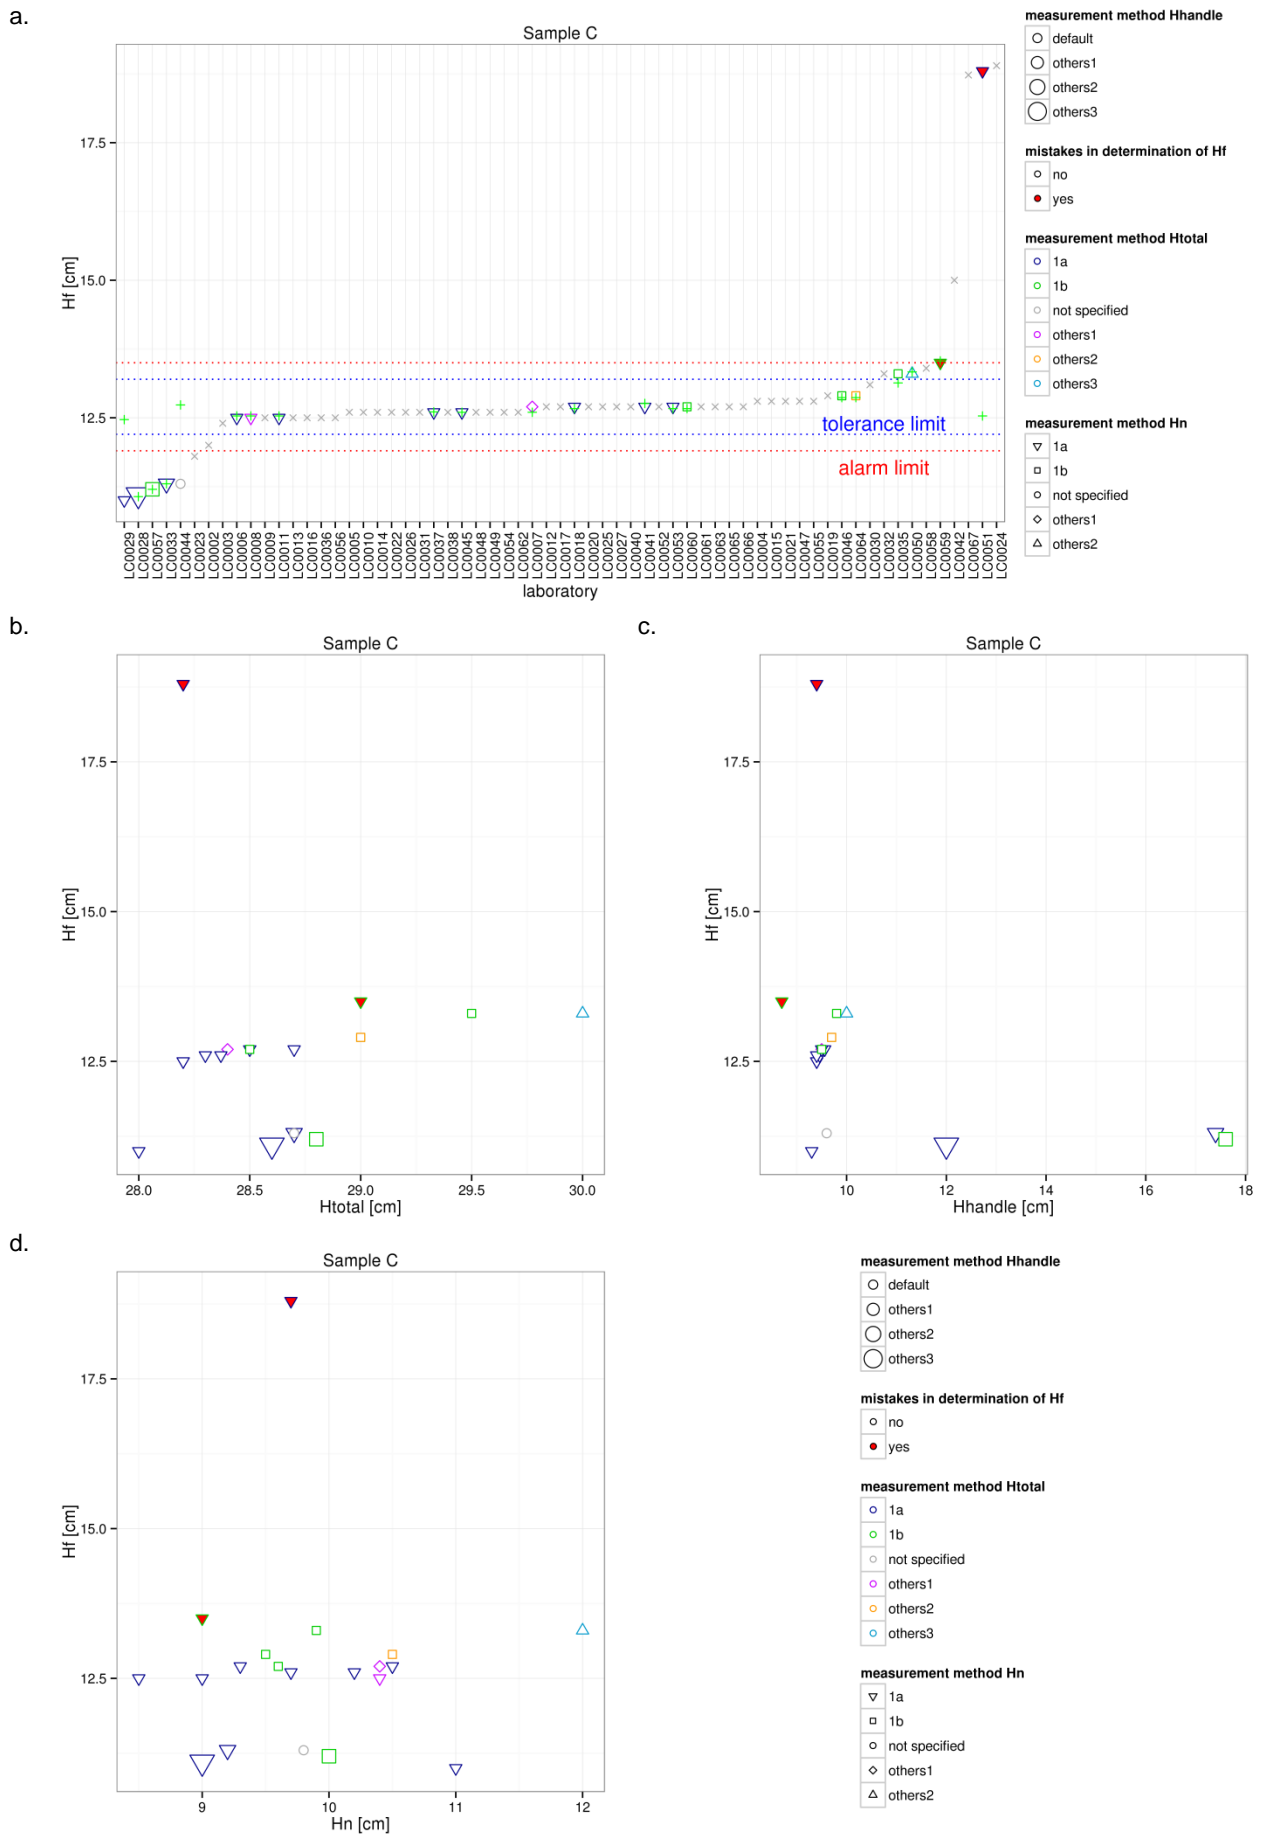 a.
Sample C
17.5
15.0
12.5
Hf [cm]
tolerance limit
alarm limit
LC0029
LC0028
LC0057
LC0033
LC0044
LC0023
LC0002
LC0003
LC0006
LC0008
LC0009
LC0011
LC0013
LC0016
LC0036
LC0056
LC0005
LC0010
LC0014
LC0022
LC0026
LC0031
LC0037
LC0038
LC0045
LC0048
LC0049
LC0054
LC0062
LC0007
LC0012
LC0017
LC0018
LC0020
LC0025
LC0027
LC0040
LC0041
LC0052
LC0053
LC0060
LC0061
LC0063
LC0065
LC0066
LC0004
LC0015
LC0021
LC0047
LC0055
LC0019
LC0046
LC0064
LC0030
LC0032
LC0035
LC0050
LC0058
LC0059
LC0042
LC0067
LC0051
LC0024
laboratory
measurement method Hhandle
default
others1
others2
others3
mistakes in determination of Hf
no
yes
measurement method Htotal
1a
1b
not specified
others1
others2
others3
measurement method Hn
1a
1b
not specified
others1
others2
b.
Sample C
17.5
15.0
12.5
Hf [cm]
28.0 28.5 29.0 29.5 30.0
Htotal [cm]
c.
Sample C
17.5
15.0
12.5
Hf [cm]
10 12 14 16 18
Hhandle [cm]
d.
Sample C
17.5
15.0
12.5
Hf [cm]
9 10 11 12
Hn [cm]
measurement method Hhandle
default
others1
others2
others3
mistakes in determination of Hf
no
yes
measurement method Htotal
1a
1b
not specified
others1
others2
others3
measurement method Hn
1a
1b
not specified
others1
others2